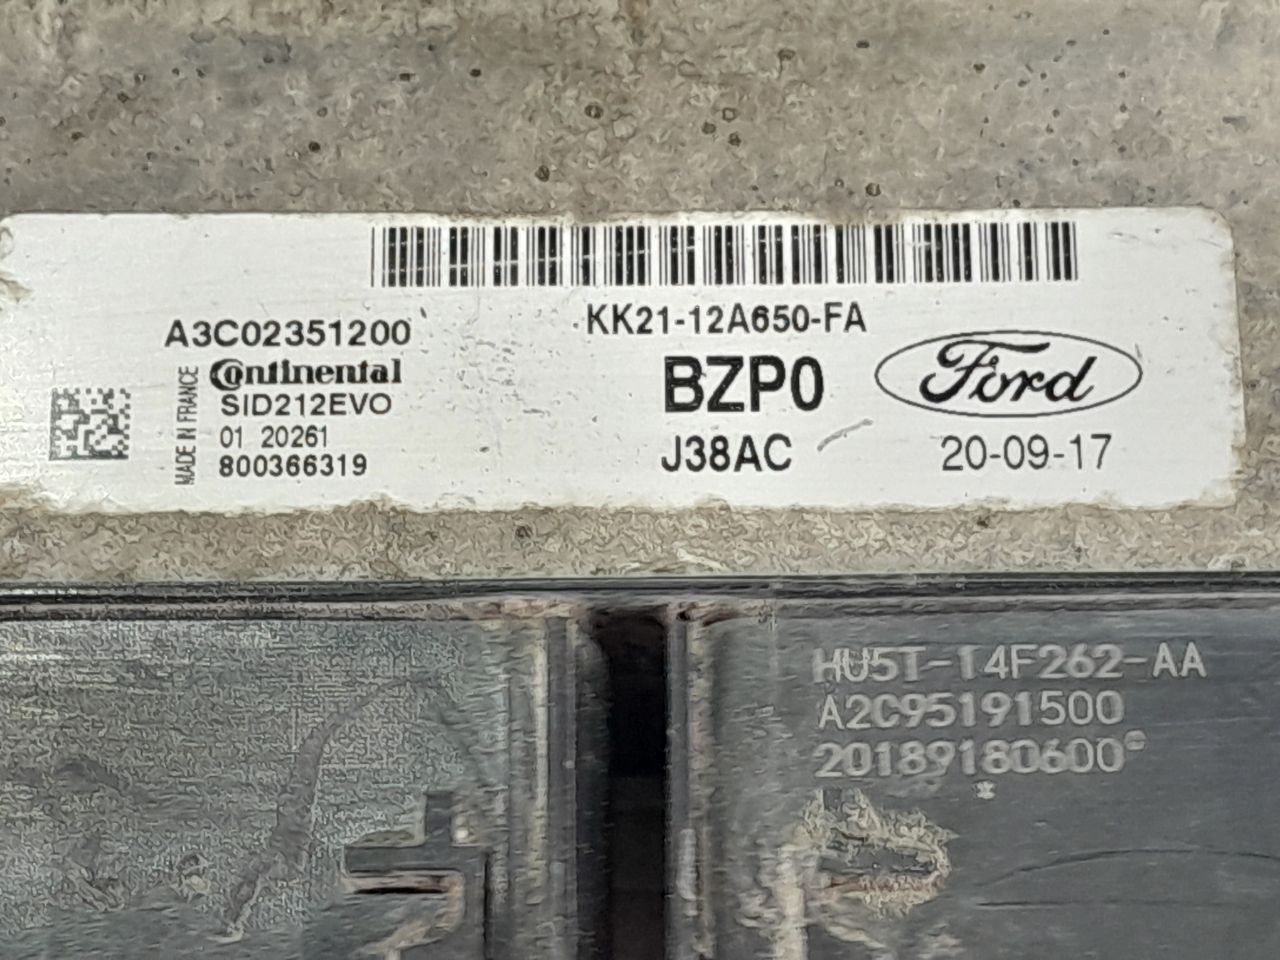 KK21-12A650-FA
A3C02351200
Continental
SID212EVO
01 20261
800366319
MADE IN FRANCE
BZP0
J38AC
Ford
20-09-17
HU5T-14F262-AA
A2C95191500
20189180600